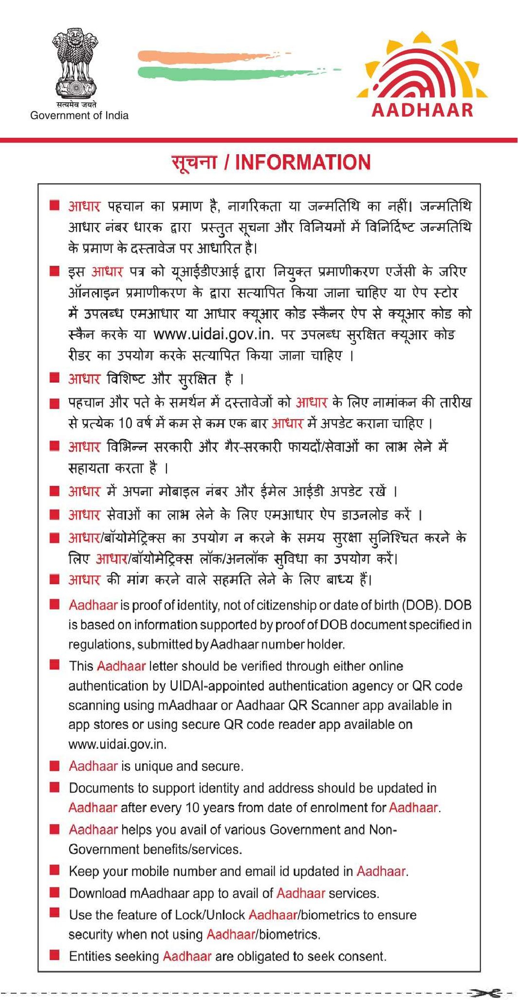 सत्यमेव जयते
Government of India
AADHAAR
सूचना / INFORMATION
■ आधार पहचान का प्रमाण है, नागरिकता या जन्मतिथि का नहीं। जन्मतिथि
आधार नंबर धारक द्वारा प्रस्तुत सूचना और विनियमों में विनिर्दिष्ट जन्मतिथि
के प्रमाण के दस्तावेज पर आधारित है।
■ इस आधार पत्र को यूआईडीएआई द्वारा नियुक्त प्रमाणीकरण एजेंसी के जरिए
ऑनलाइन प्रमाणीकरण के द्वारा सत्यापित किया जाना चाहिए या ऐप स्टोर
में उपलब्ध एमआधार या आधार क्यूआर कोड स्कैनर ऐप से क्यूआर कोड को
स्कैन करके या www.uidai.gov.in. पर उपलब्ध सुरक्षित क्यूआर कोड
रीडर का उपयोग करके सत्यापित किया जाना चाहिए ।
■ आधार विशिष्ट और सुरक्षित है ।
■ पहचान और पते के समर्थन में दस्तावेजों को आधार के लिए नामांकन की तारीख
से प्रत्येक 10 वर्ष में कम से कम एक बार आधार में अपडेट कराना चाहिए ।
■ आधार विभिन्न सरकारी और गैर-सरकारी फायदों/सेवाओं का लाभ लेने में
सहायता करता है ।
■ आधार में अपना मोबाइल नंबर और ईमेल आईडी अपडेट रखें ।
■ आधार सेवाओं का लाभ लेने के लिए एमआधार ऐप डाउनलोड करें ।
■ आधार/बॉयोमेट्रिक्स का उपयोग न करने के समय सुरक्षा सुनिश्चित करने के
लिए आधार/बॉयोमेट्रिक्स लॉक/अनलॉक सुविधा का उपयोग करें।
■ आधार की मांग करने वाले सहमति लेने के लिए बाध्य हैं।
■ Aadhaar is proof of identity, not of citizenship or date of birth (DOB). DOB
is based on information supported by proof of DOB document specified in
regulations, submitted by Aadhaar number holder.
■ This Aadhaar letter should be verified through either online
authentication by UIDAI-appointed authentication agency or QR code
scanning using mAadhaar or Aadhaar QR Scanner app available in
app stores or using secure QR code reader app available on
www.uidai.gov.in.
■ Aadhaar is unique and secure.
■ Documents to support identity and address should be updated in
Aadhaar after every 10 years from date of enrolment for Aadhaar.
■ Aadhaar helps you avail of various Government and Non-
Government benefits/services.
■ Keep your mobile number and email id updated in Aadhaar.
■ Download mAadhaar app to avail of Aadhaar services.
■ Use the feature of Lock/Unlock Aadhaar/biometrics to ensure
security when not using Aadhaar/biometrics.
■ Entities seeking Aadhaar are obligated to seek consent.